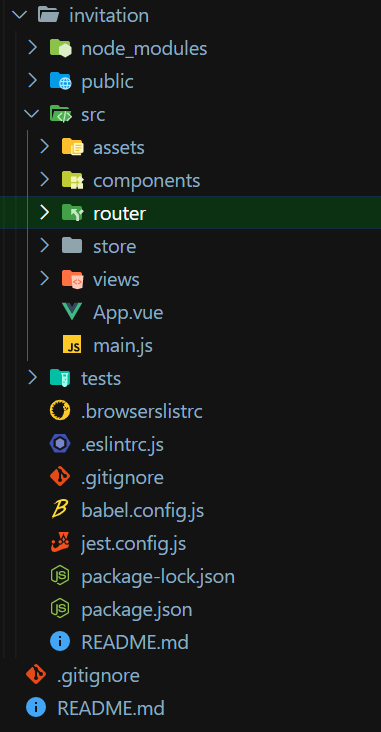 invitation
node_modules
public
src
assets
components
router
store
views
App.vue
JS main.js
tests
.browserslistrc
.eslintrc.js
.gitignore
babel.config.js
jest.config.js
package-lock.json
package.json
README.md
.gitignore
README.md